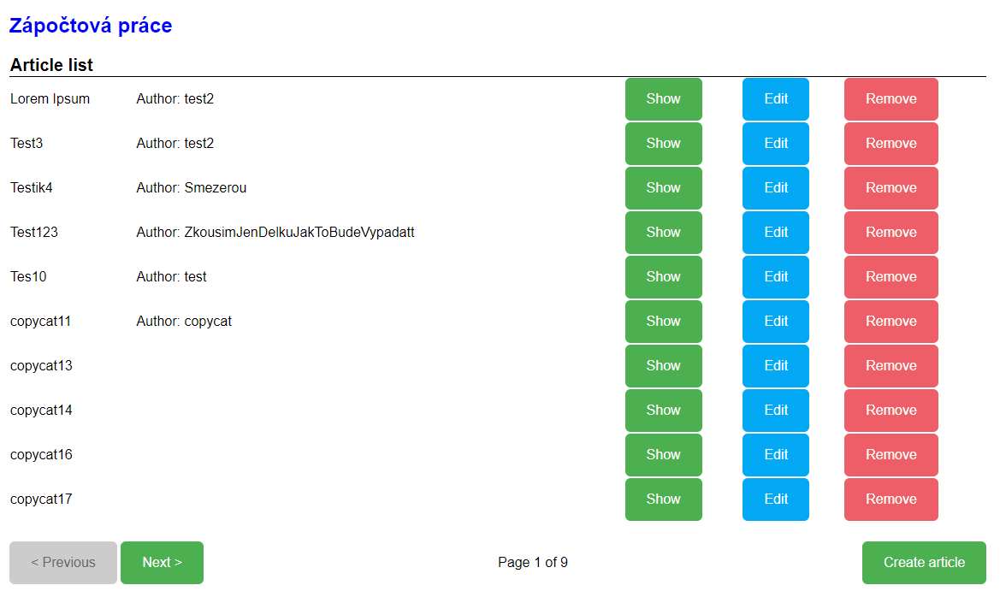 Zápočtová práce
Article list
Lorem Ipsum Author: test2 Show Edit Remove
Test3 Author: test2 Show Edit Remove
Testik4 Author: Smezerou Show Edit Remove
Test123 Author: ZkousimJenDelkuJakToBudeVypadatt Show Edit Remove
Tes10 Author: test Show Edit Remove
copycat11 Author: copycat Show Edit Remove
copycat13 Show Edit Remove
copycat14 Show Edit Remove
copycat16 Show Edit Remove
copycat17 Show Edit Remove
< Previous Next > Page 1 of 9 Create article